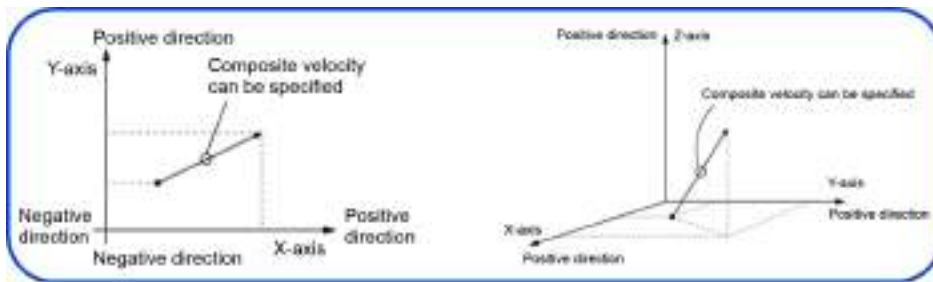 Positive direction
Y-axis
Composite velocity
can be specified
Negative
direction
Negative direction
X-axis
Positive
direction
Positive direction
Z-axis
Composite velocity can be specified
Y-axis
Positive direction
X-axis
Positive direction